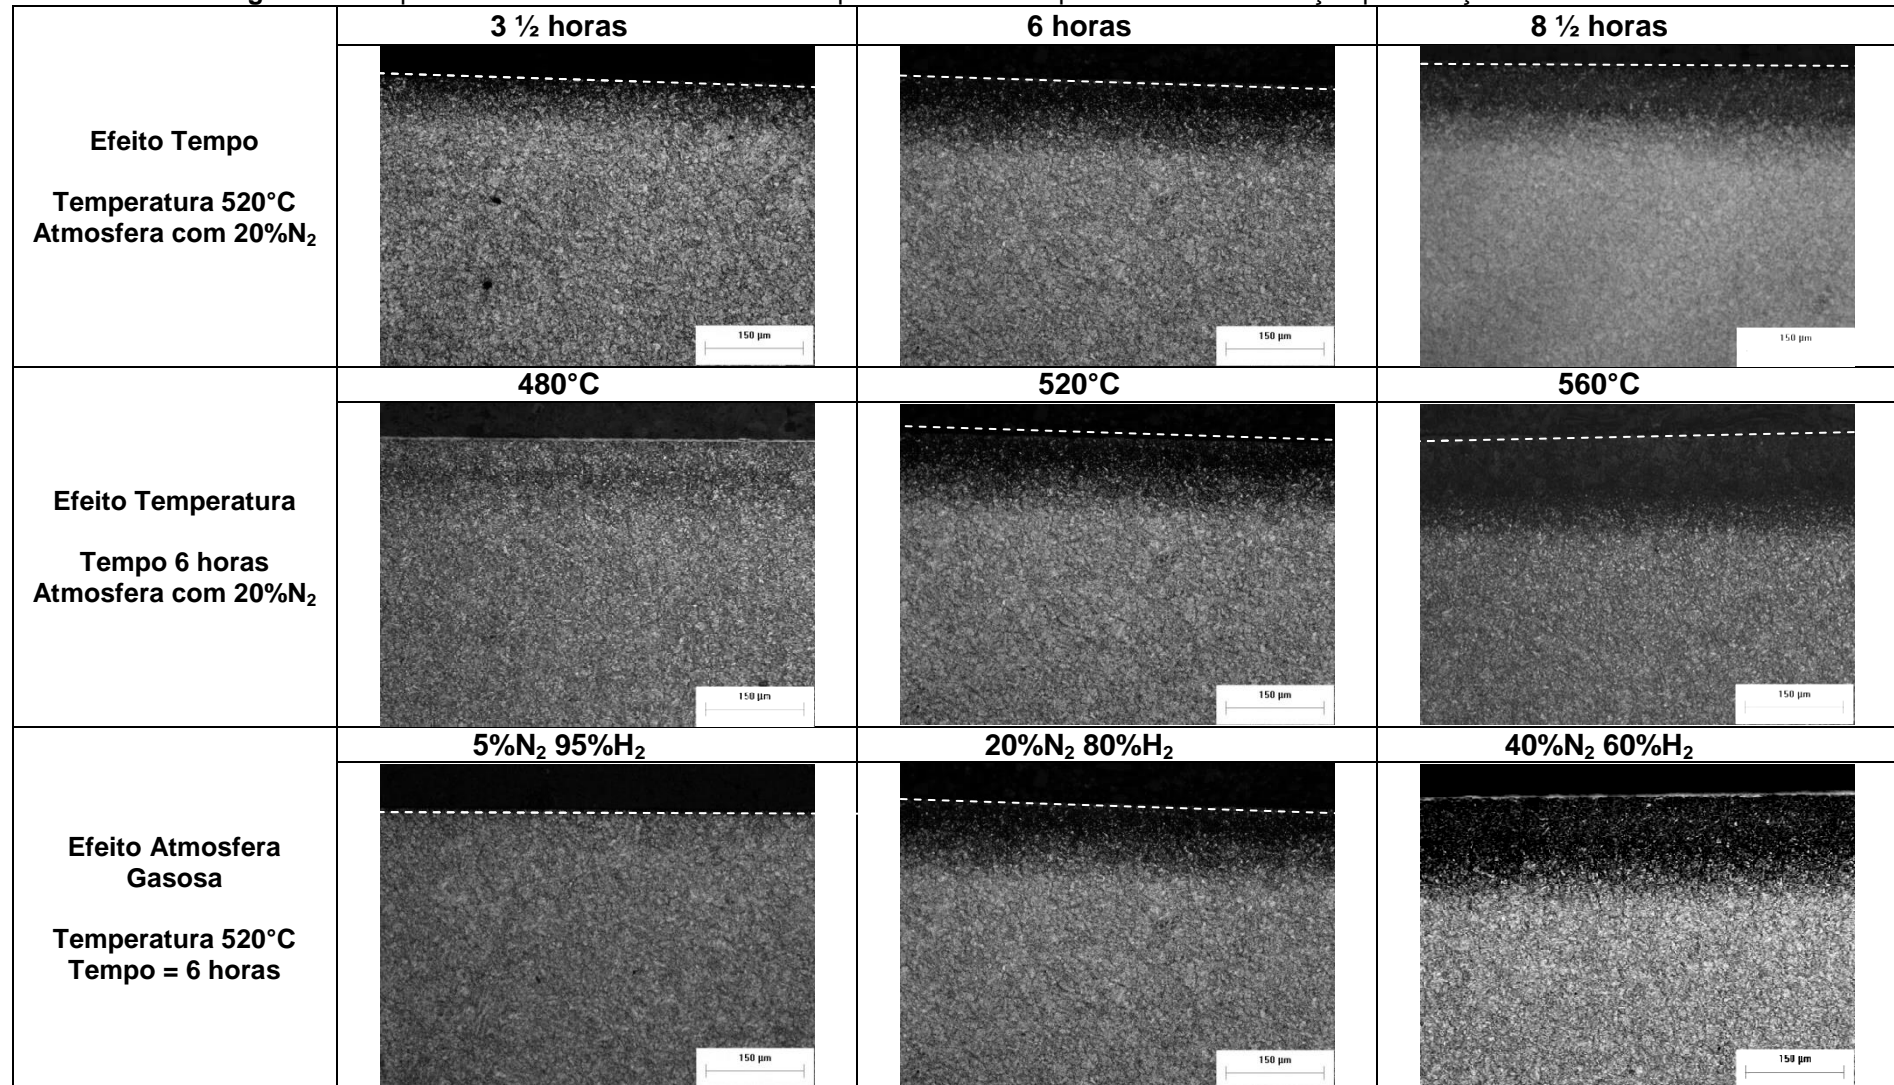 3 ½ horas
6 horas
8 ½ horas
Efeito Tempo
Temperatura 520°C
Atmosfera com 20%N₂
150 µm
150 µm
150 µm
480°C
520°C
560°C
Efeito Temperatura
Tempo 6 horas
Atmosfera com 20%N₂
150 µm
150 µm
150 µm
5%N₂ 95%H₂
20%N₂ 80%H₂
40%N₂ 60%H₂
Efeito Atmosfera
Gasosa
Temperatura 520°C
Tempo = 6 horas
150 µm
150 µm
150 µm